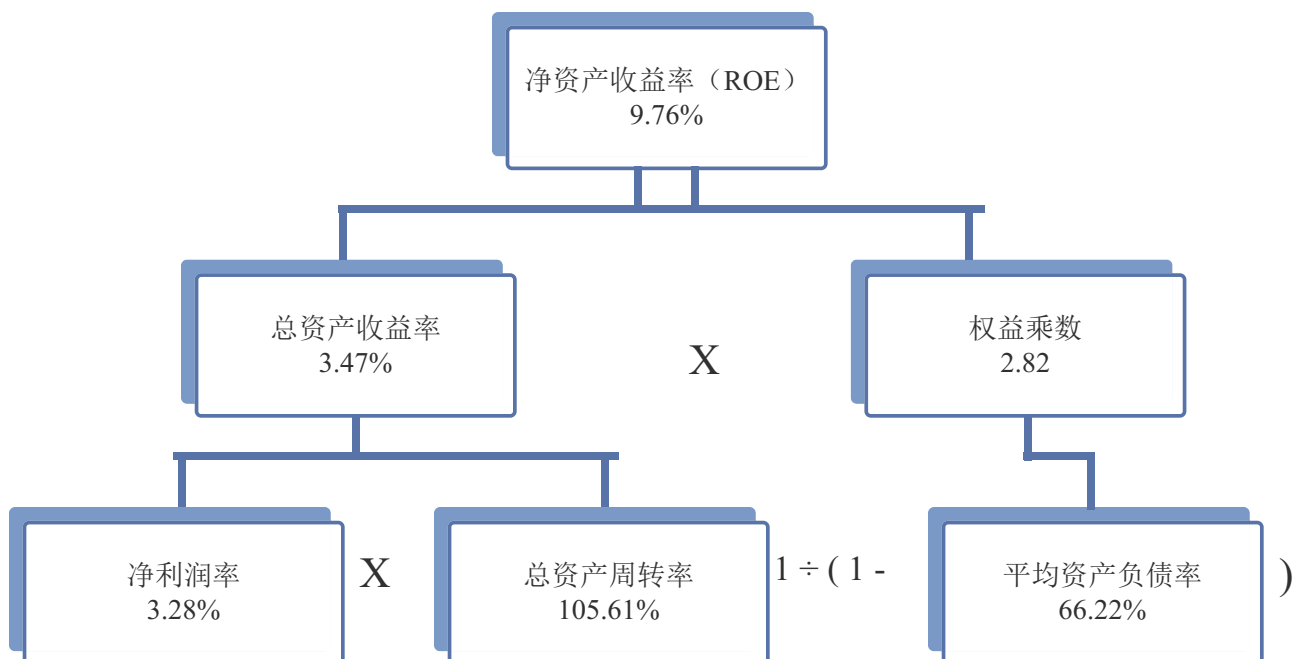 净资产收益率（ROE）
9.76%
总资产收益率
3.47%
X
权益乘数
2.82
净利润率
3.28%
X
总资产周转率
105.61%
1 ÷ ( 1 -
平均资产负债率
66.22%
)